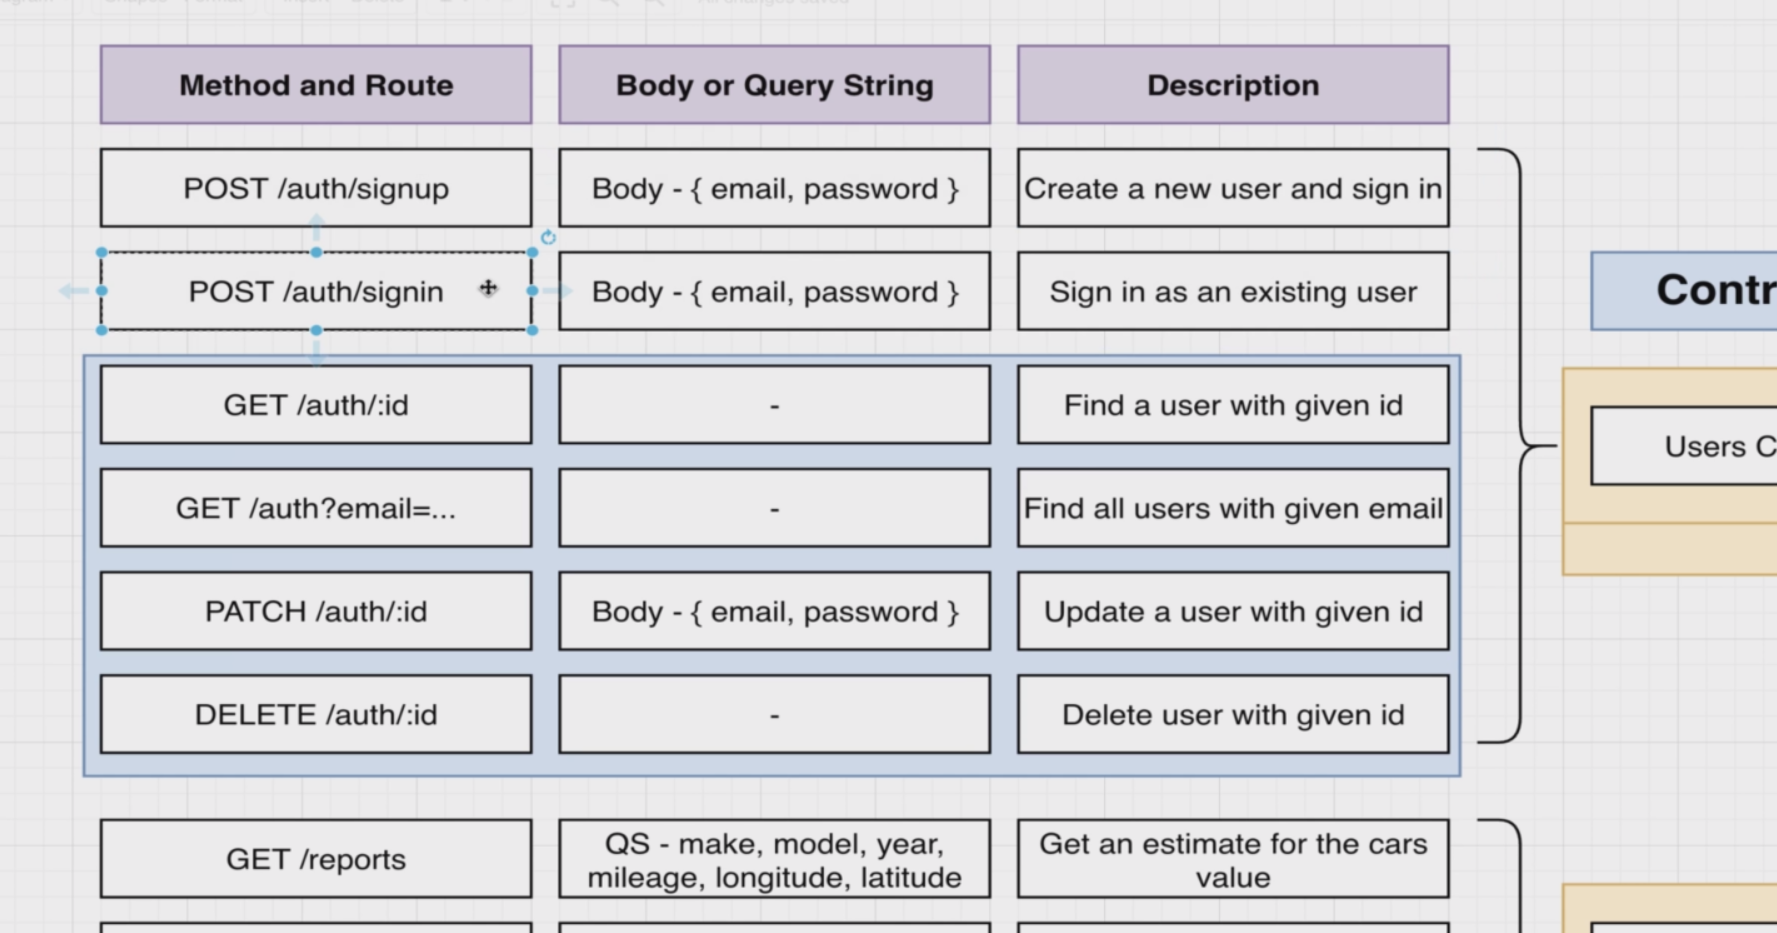 All changes saved
Method and Route
Body or Query String
Description
POST /auth/signup
Body - { email, password }
Create a new user and sign in
POST /auth/signin
Body - { email, password }
Sign in as an existing user
Contr
GET /auth/:id
-
Find a user with given id
Users C
GET /auth?email=...
-
Find all users with given email
PATCH /auth/:id
Body - { email, password }
Update a user with given id
DELETE /auth/:id
-
Delete user with given id
GET /reports
QS - make, model, year,
mileage, longitude, latitude
Get an estimate for the cars
value